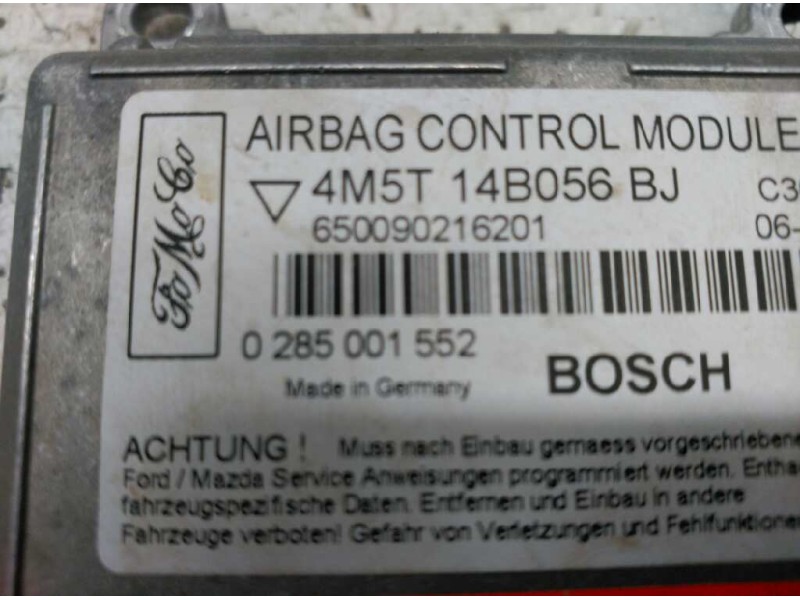 FoMoCo
AIRBAG CONTROL MODULE
4M5T 14B056 BJ C3
650090216201 06-
0 285 001 552
BOSCH
Made in Germany
ACHTUNG ! Muss nach Einbau gemaess vorgeschriebene
Ford / Mazda Service Anweisungen programmiert werden. Entha
fahrzeugspezifische Daten. Entfernen und Einbau in andere
Fahrzeuge verboten! Gefahr von Verletzungen und Fehlfunktione